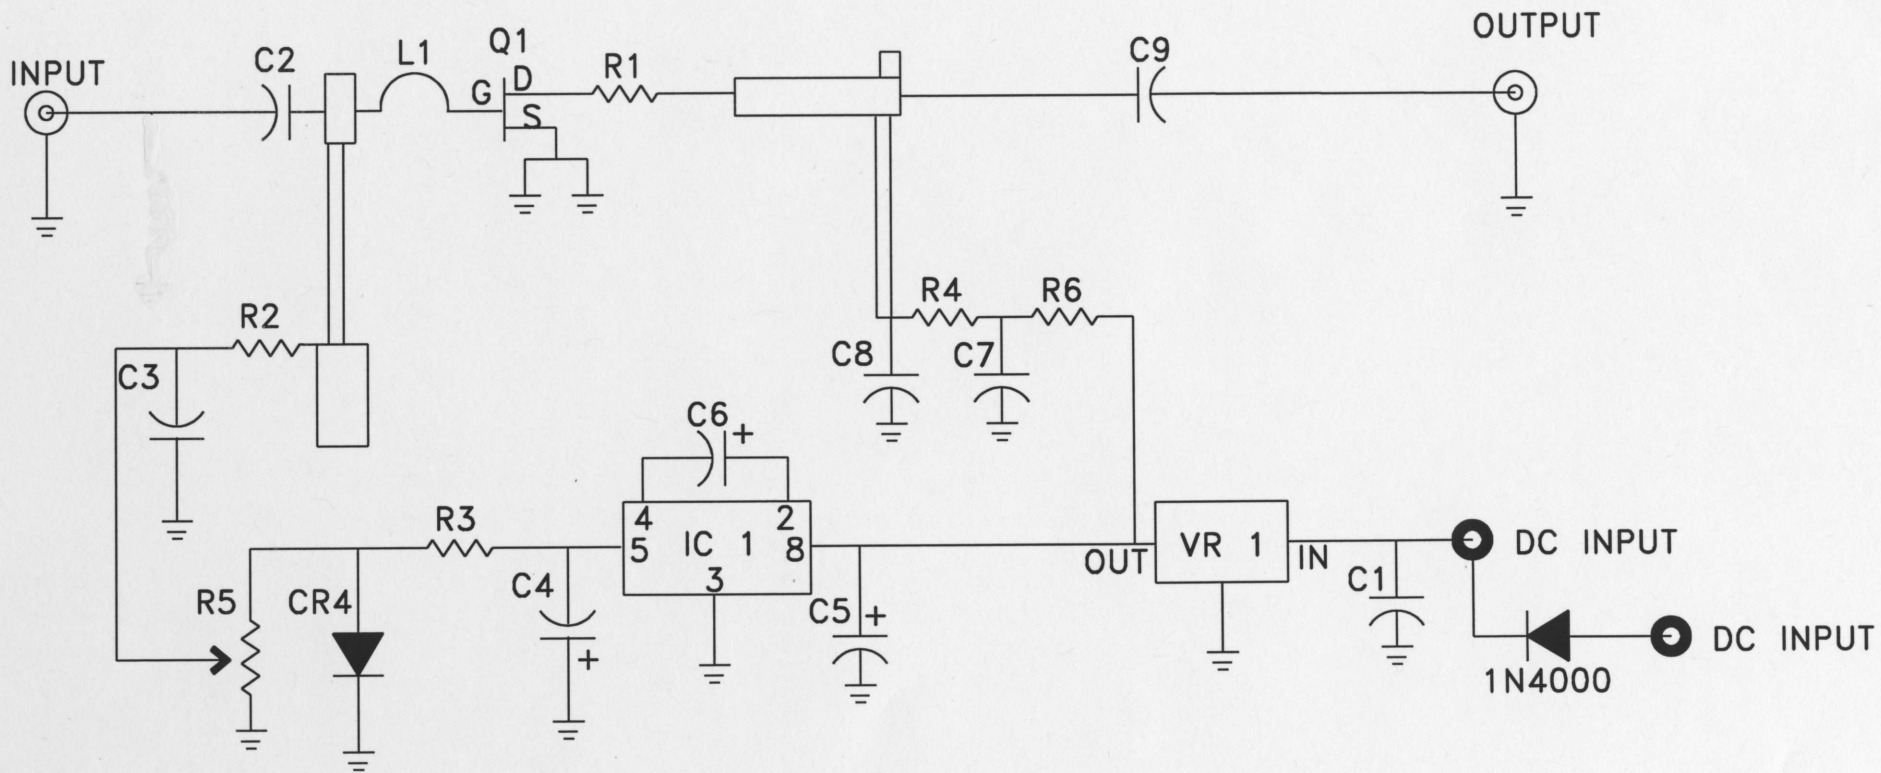 OUTPUT
INPUT
C2
L1
Q1
G
D
S
R1
C9
R2
C3
R4
R6
C8
C7
C6
+
R3
4
2
5
IC 1
8
3
OUT
VR 1
IN
DC INPUT
R5
CR4
C4
+
C5
+
C1
DC INPUT
1N4000